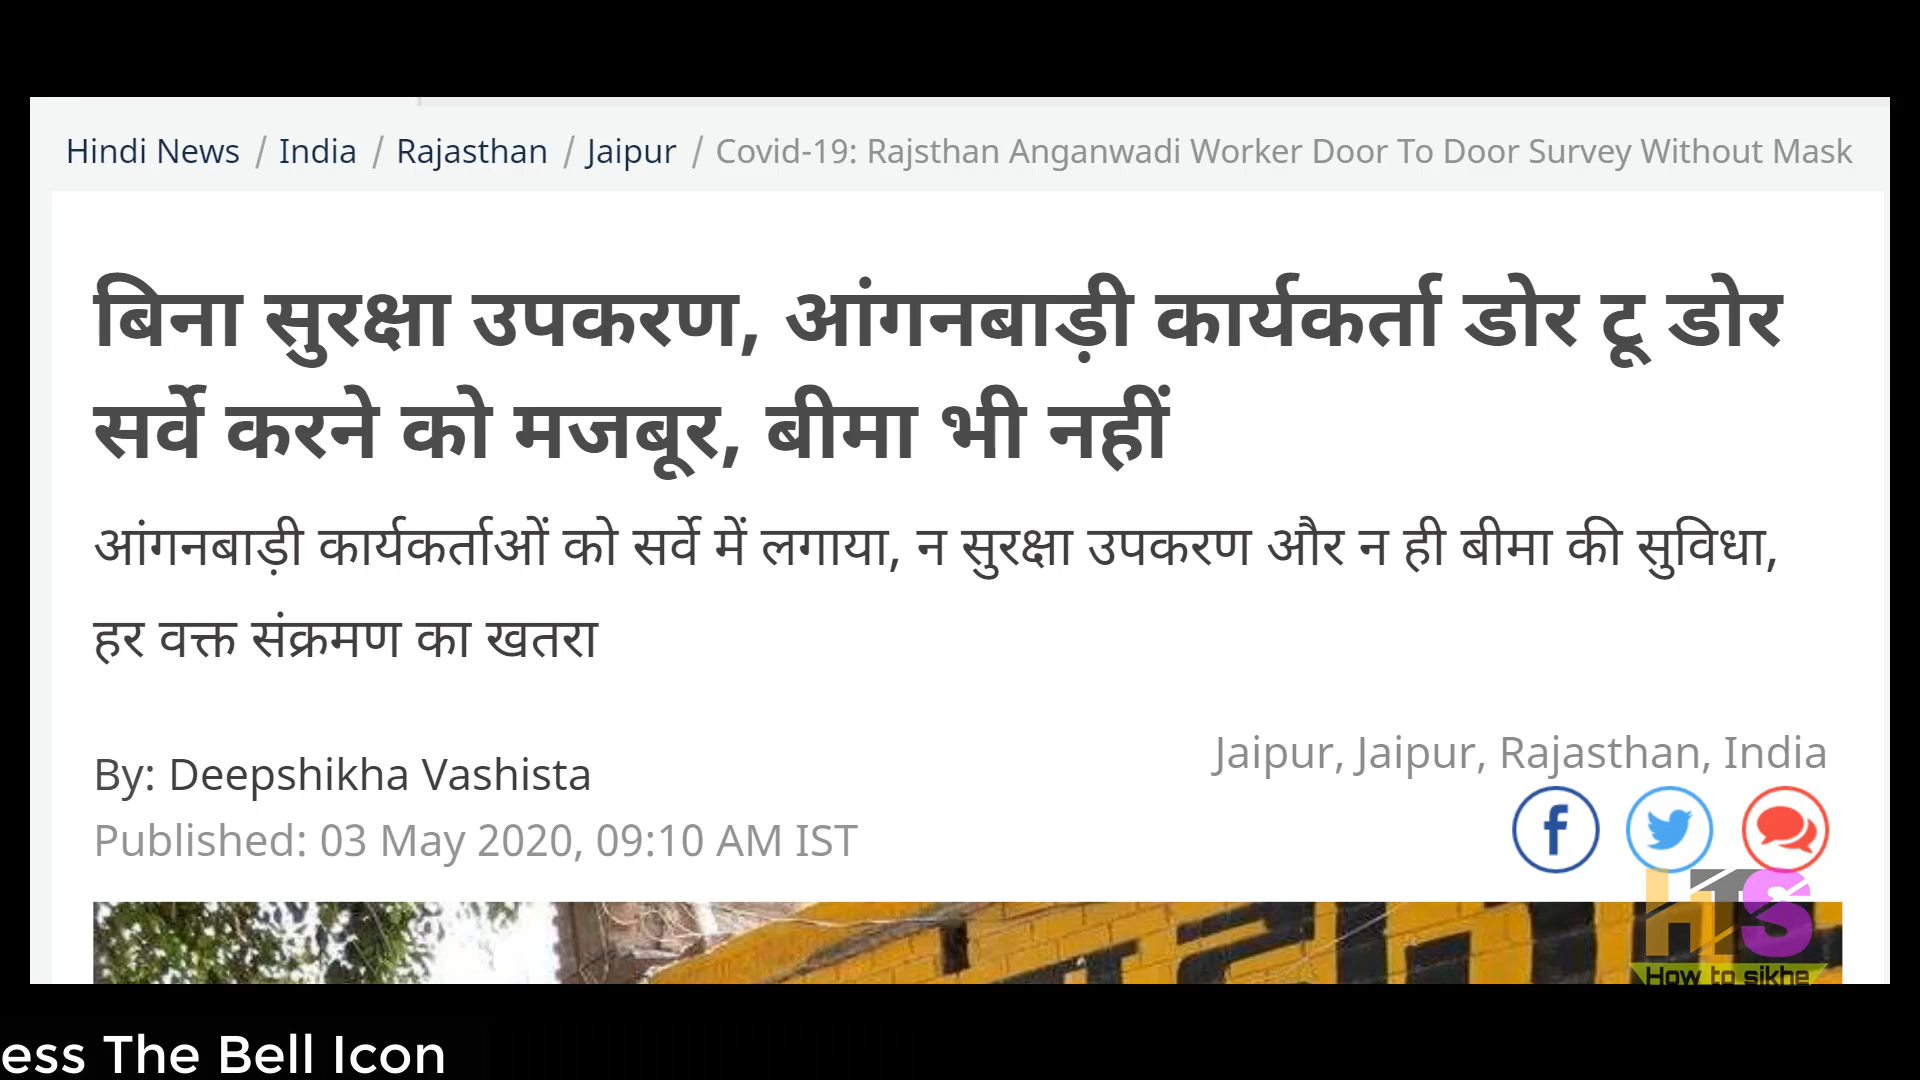 Hindi News / India / Rajasthan / Jaipur / Covid-19: Rajsthan Anganwadi Worker Door To Door Survey Without Mask
बिना सुरक्षा उपकरण, आंगनबाड़ी कार्यकर्ता डोर टू डोर
सर्वे करने को मजबूर, बीमा भी नहीं
आंगनबाड़ी कार्यकर्ताओं को सर्वे में लगाया, न सुरक्षा उपकरण और न ही बीमा की सुविधा,
हर वक्त संक्रमण का खतरा
Jaipur, Jaipur, Rajasthan, India
By: Deepshikha Vashista
Published: 03 May 2020, 09:10 AM IST
HTS
How to sikhe
ess The Bell Icon